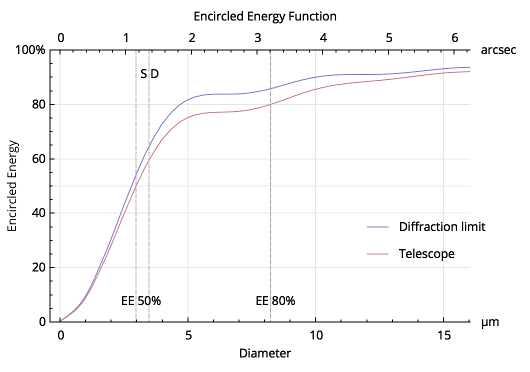 Encircled Energy Function
0 1 2 3 4 5 6 arcsec
100%
S D
80
60
Encircled Energy
40
Diffraction limit
Telescope
20
EE 50% EE 80%
0
0 5 10 15 µm
Diameter